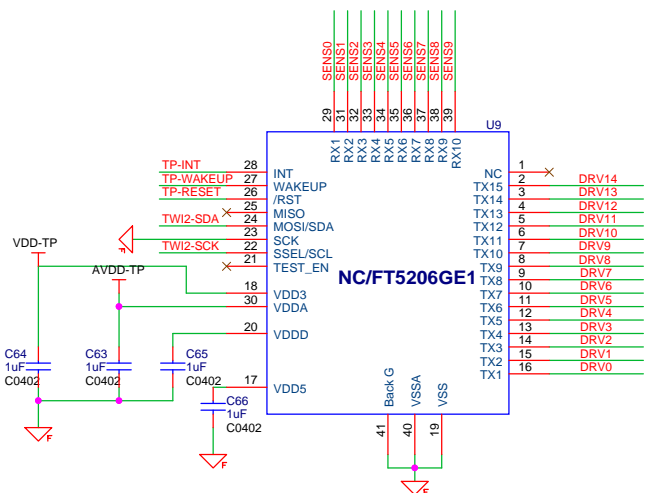 SENS0
SENS1
SENS2
SENS3
SENS4
SENS5
SENS6
SENS7
SENS8
SENS9
29
31
32
33
34
35
36
37
38
39
U9
RX1
RX2
RX3
RX4
RX5
RX6
RX7
RX8
RX9
RX10
TP-INT 28 INT
TP-WAKEUP 27 WAKEUP
TP-RESET 26 /RST
25 MISO
TWI2-SDA 24 MOSI/SDA
23 SCK
TWI2-SCK 22 SSEL/SCL
21 TEST_EN
NC/FT5206GE1
VDD-TP
AVDD-TP
18 VDD3
30 VDDA
20 VDDD
17 VDD5
NC 1
TX15 2 DRV14
TX14 3 DRV13
TX13 4 DRV12
TX12 5 DRV11
TX11 6 DRV10
TX10 7 DRV9
TX9 8 DRV8
TX8 9 DRV7
TX7 10 DRV6
TX6 11 DRV5
TX5 12 DRV4
TX4 13 DRV3
TX3 14 DRV2
TX2 15 DRV1
TX1 16 DRV0
C64
1uF
C0402
C63
1uF
C0402
C65
1uF
C0402
C66
1uF
C0402
Back G
VSSA
VSS
41
40
19
F
F
F
F